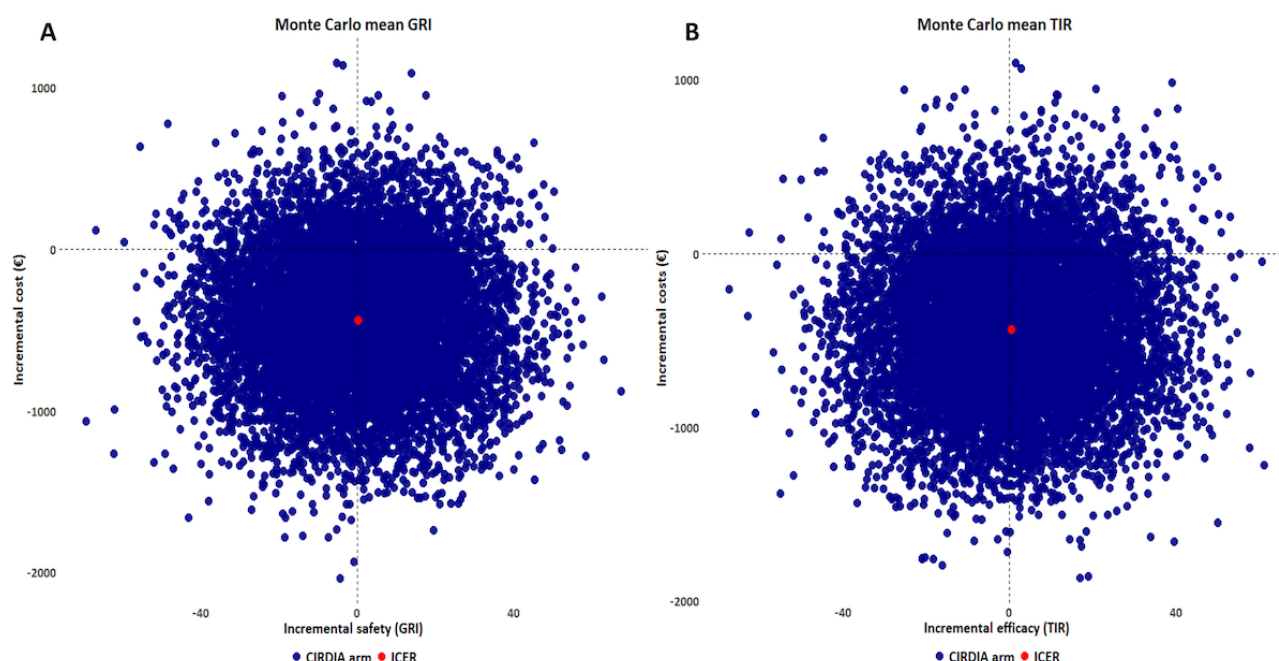 A
Monte Carlo mean GRI
1000
0
-1000
-2000
Incremental cost (€)
-40
0
40
Incremental safety (GRI)
CIRDIA arm
ICER
B
Monte Carlo mean TIR
1000
0
-1000
-2000
Incremental costs (€)
-40
0
40
Incremental efficacy (TIR)
CIRDIA arm
ICER